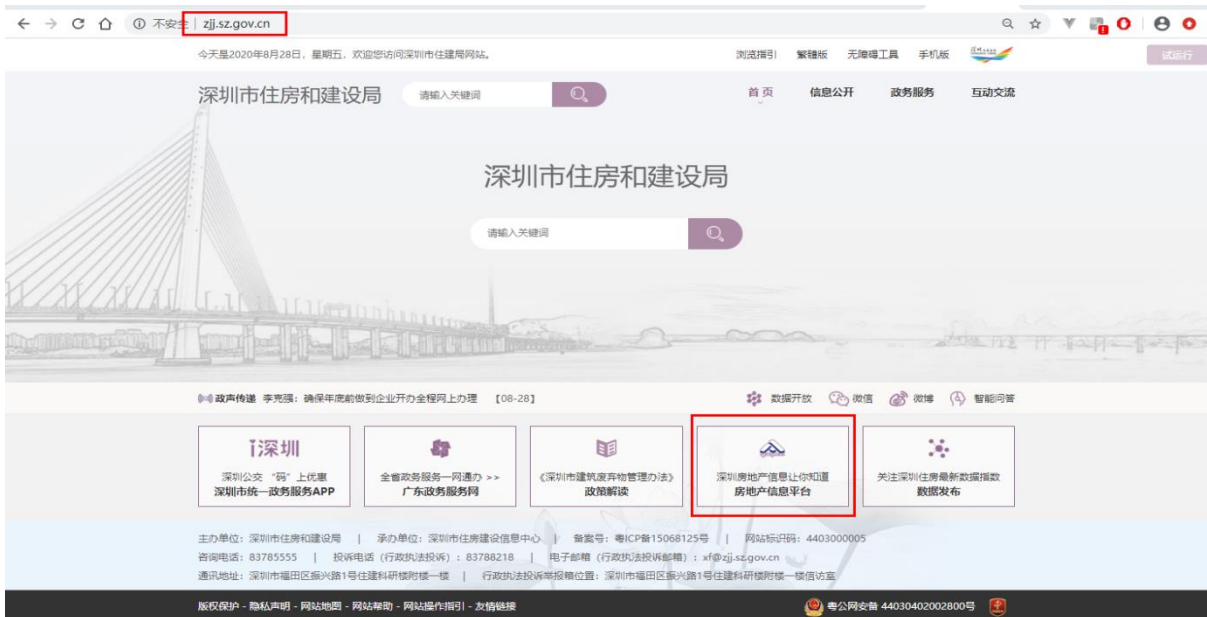 不安全 zjj.sz.gov.cn
今天是2020年8月28日，星期五，欢迎您访问深圳市住建局网站。 浏览指引 繁體版 无障碍工具 手机版
试运行
深圳市住房和建设局 请输入关键词 首页 信息公开 政务服务 互动交流
深圳市住房和建设局
请输入关键词
政声传递 李克强：确保年底前做到企业开办全程网上办理 【08-28】 数据开放 微信 微博 智能问答
i深圳
深圳公交 “码”上优惠 全省政务服务一网通办 >> 《深圳市建筑废弃物管理办法》 深圳房地产信息让你知道 关注深圳住房最新数据指数
深圳市统一政务服务APP 广东政务服务网 政策解读 房地产信息平台 数据发布
主办单位：深圳市住房和建设局 | 承办单位：深圳市住房建设信息中心 | 备案号：粤ICP备15068125号 | 网站标识码：4403000005
咨询电话：83785555 | 投诉电话（行政执法投诉）：83788218 | 电子邮箱（行政执法投诉邮箱）：xf@zjj.sz.gov.cn
通讯地址：深圳市福田区振兴路1号住建科研楼附楼一楼 | 行政执法投诉举报箱位置：深圳市福田区振兴路1号住建科研楼附楼一楼信访室
版权保护 - 隐私声明 - 网站地图 - 网站帮助 - 网站操作指引 - 友情链接 粤公网安备 44030402002800号